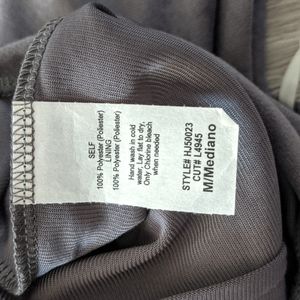 SELF
100% Polyester (Poliester)
LINING
100% Polyester (Poliester)
Hand wash in cold
water, Lay flat to dry,
Only Chlorine bleach
when needed
STYLE# NJ50023
CUT# L4945
M/Mediano